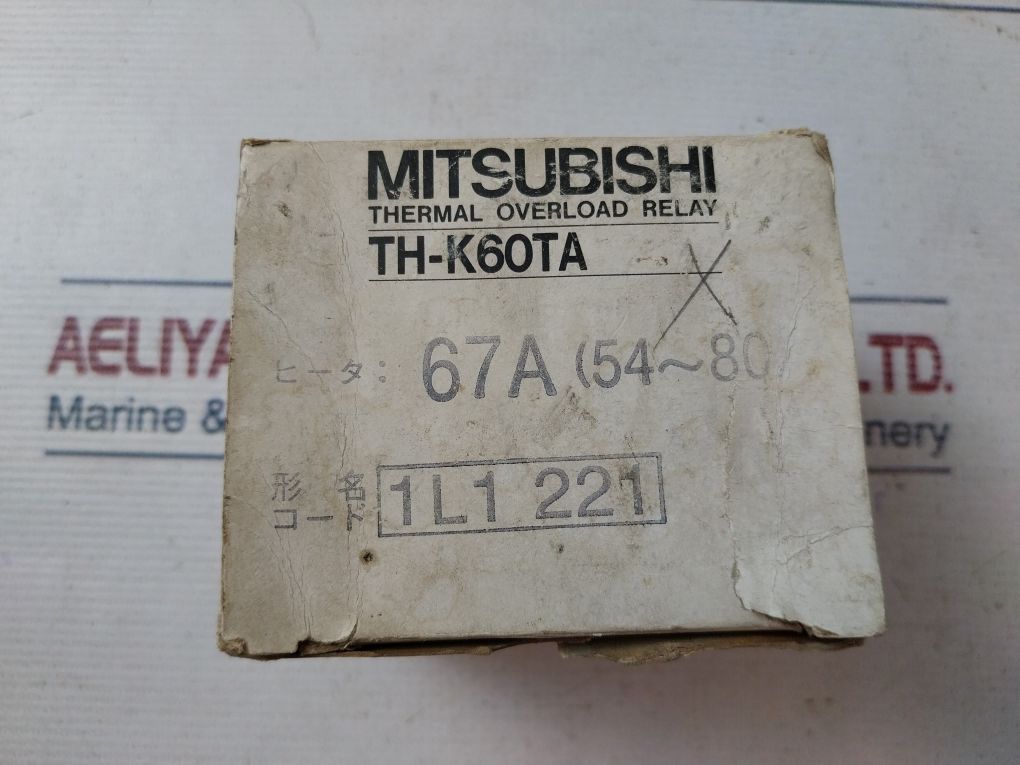 MITSUBISHI
THERMAL OVERLOAD RELAY
TH-K60TA
ヒータ: 67A (54~80)
形名
コード 1L1 221
AELIYA LTD.
Marine & nery